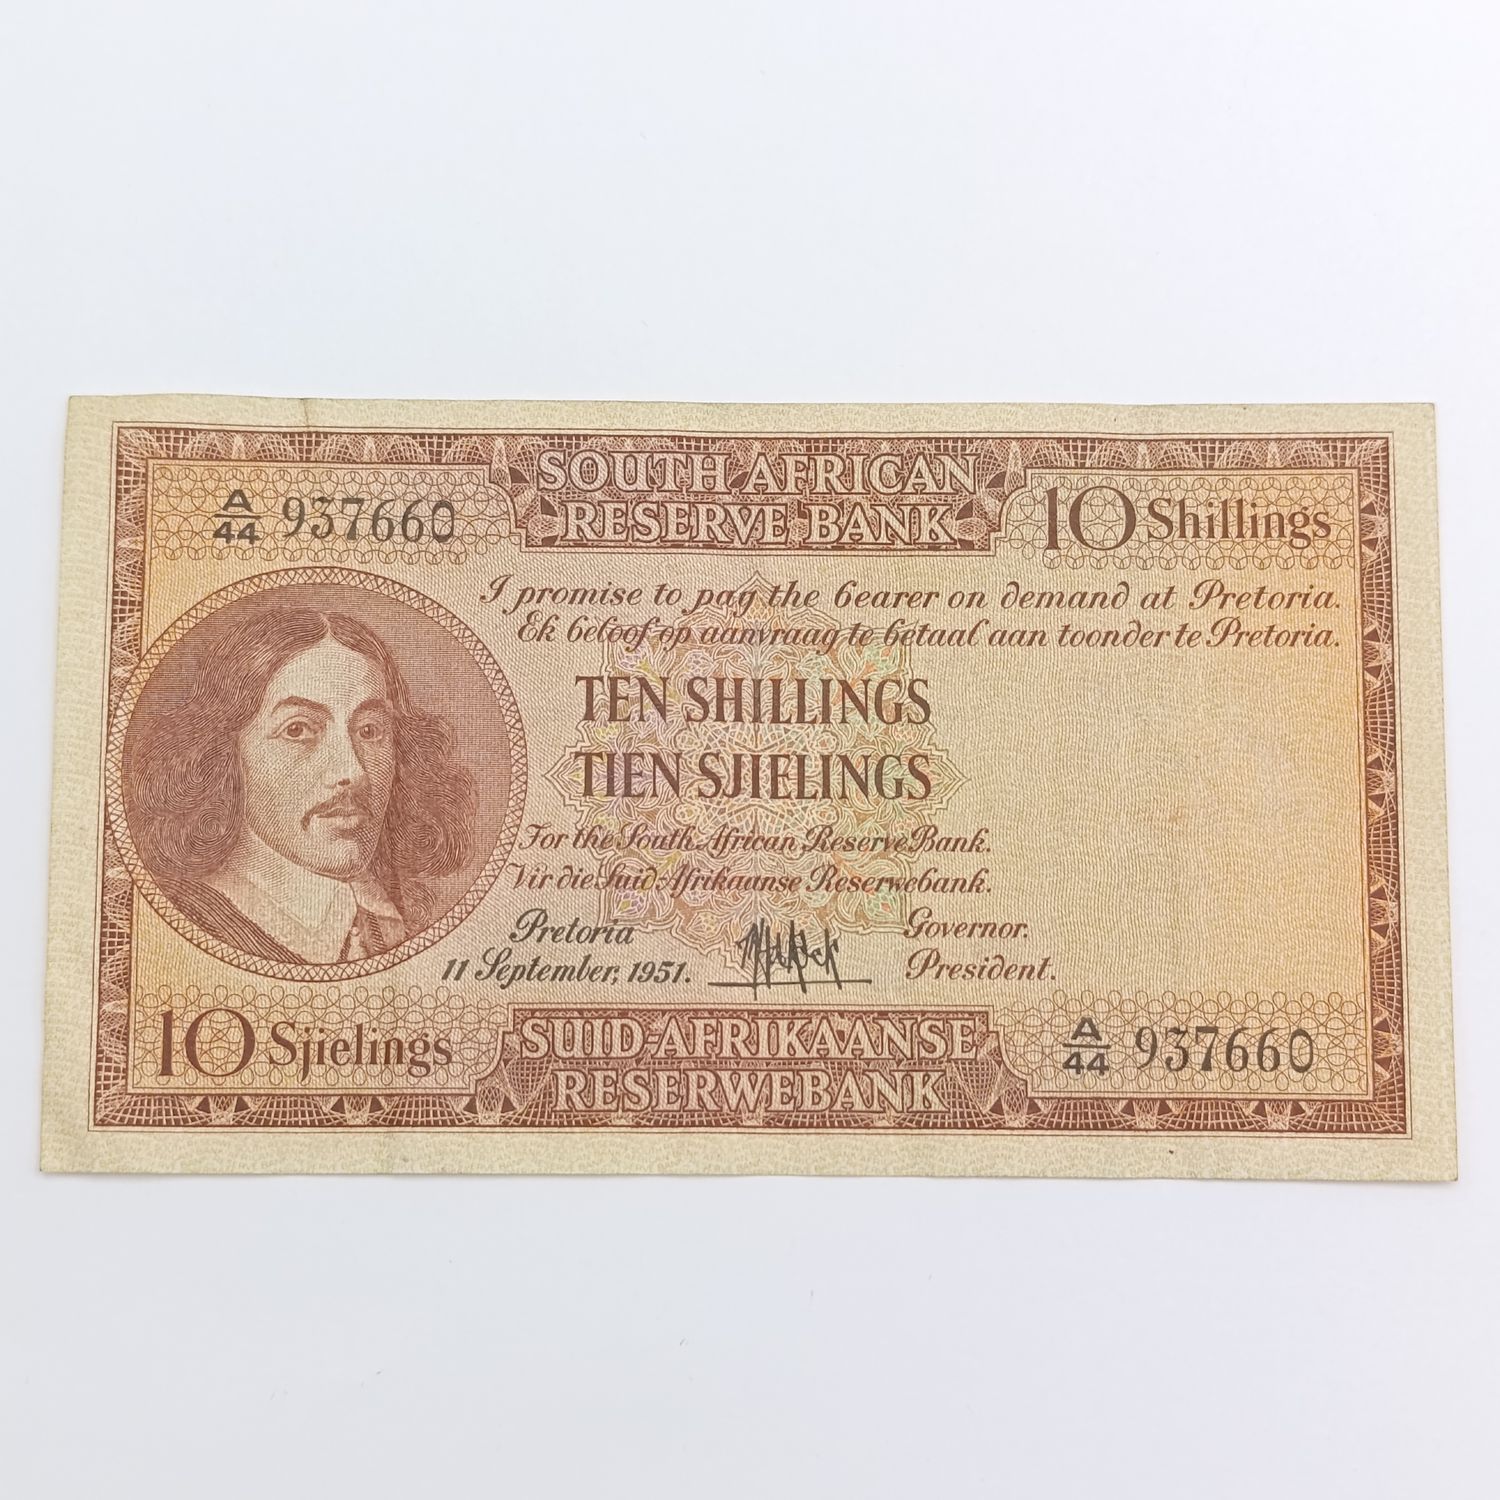 SOUTH AFRICAN
RESERVE BANK
A/44 937660
10 Shillings
I promise to pay the bearer on demand at Pretoria.
Ek beloof op aanvraag te betaal aan toonder te Pretoria.
TEN SHILLINGS
TIEN SJIELINGS
For the South African Reserve Bank.
Vir die Suid-Afrikaanse Reserwebank.
Pretoria
11 September, 1951.
Governor.
President.
10 Sjielings
SUID-AFRIKAANSE
RESERWEBANK
A/44 937660